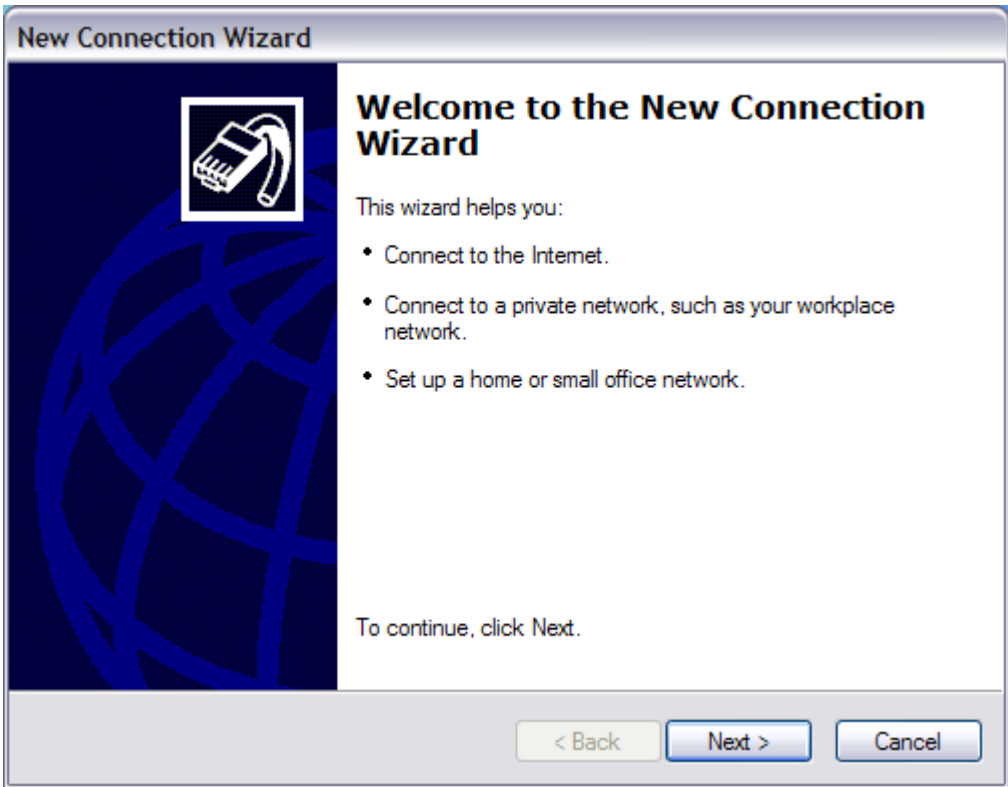 New Connection Wizard
Welcome to the New Connection
Wizard
This wizard helps you:
• Connect to the Internet.
• Connect to a private network, such as your workplace
network.
• Set up a home or small office network.
To continue, click Next.
< Back
Next >
Cancel